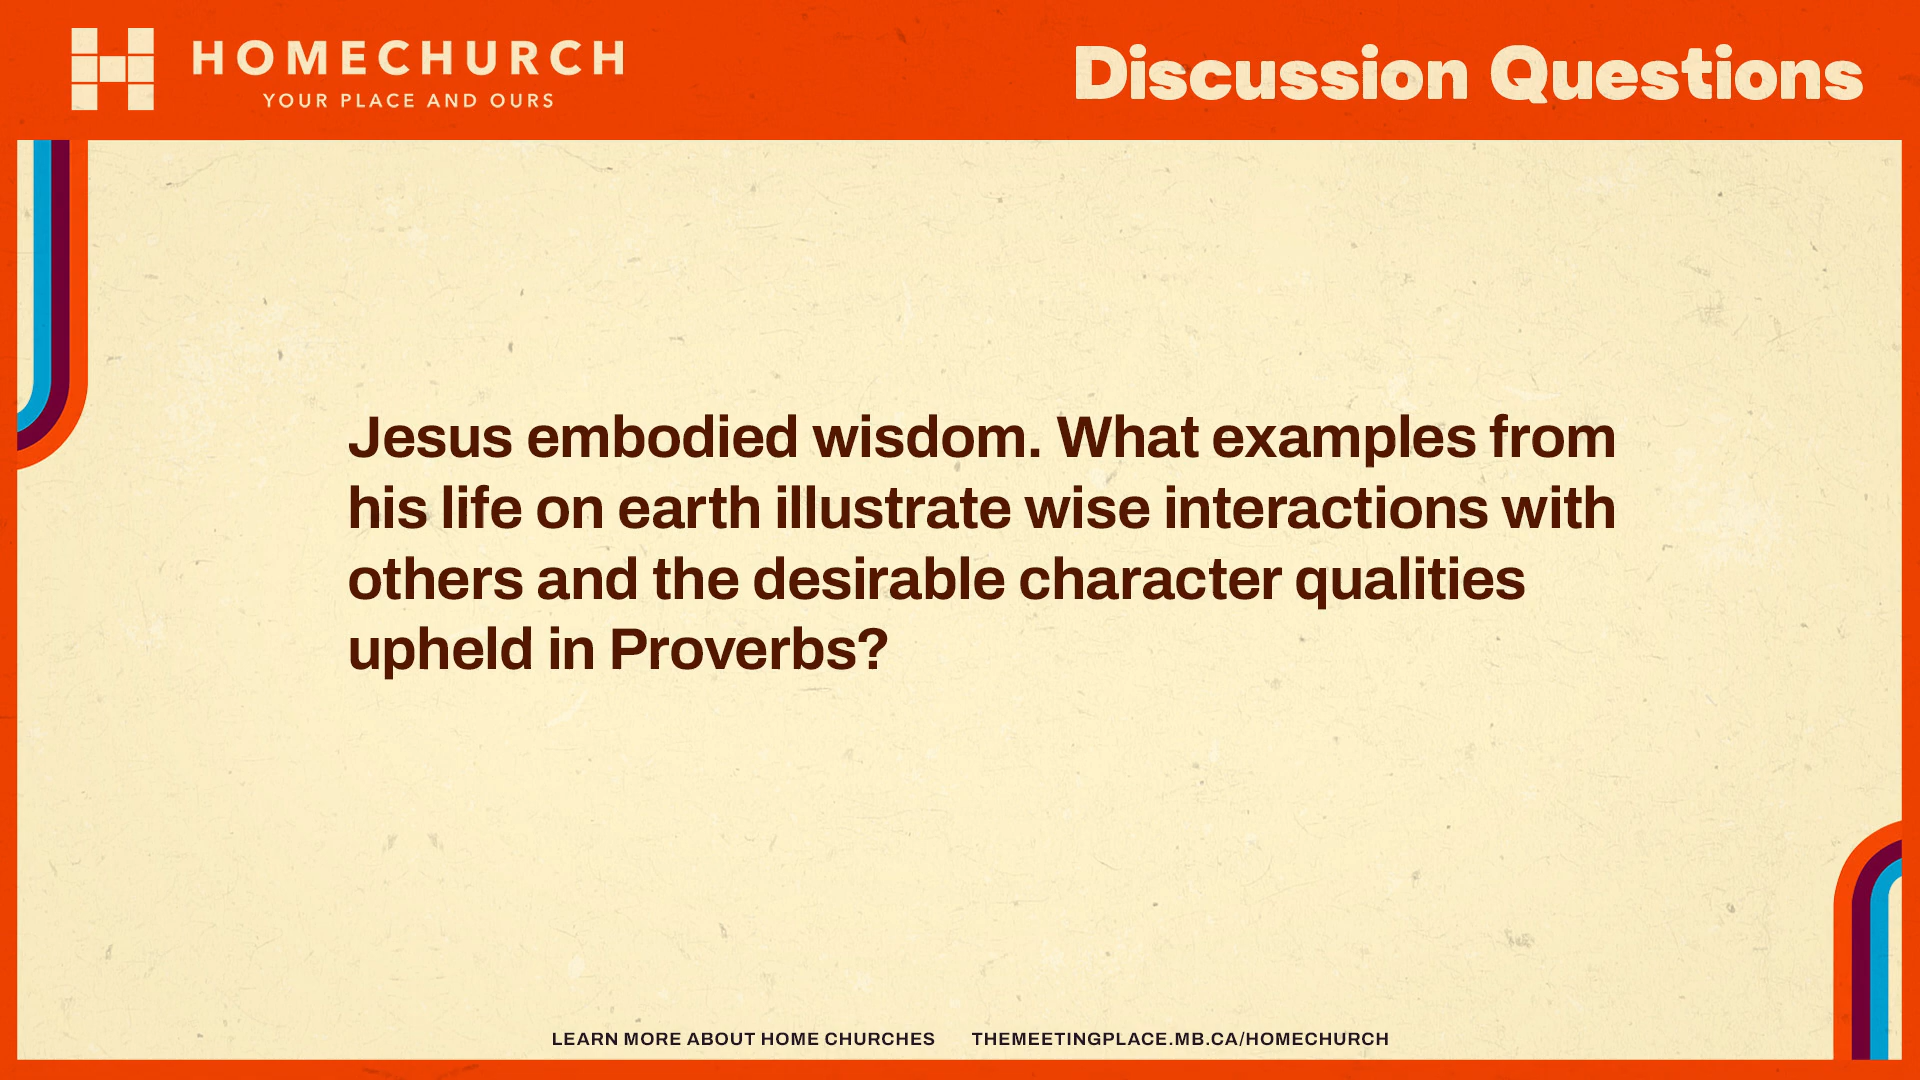 HOMECHURCH
YOUR PLACE AND OURS
Discussion Questions
Jesus embodied wisdom. What examples from
his life on earth illustrate wise interactions with
others and the desirable character qualities
upheld in Proverbs?
LEARN MORE ABOUT HOME CHURCHES THEMEETINGPLACE.MB.CA/HOMECHURCH